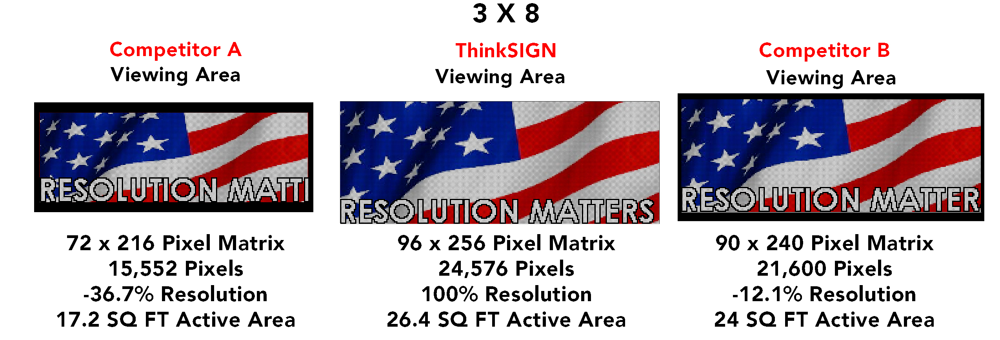 3 X 8
Competitor A
Viewing Area
RESOLUTION MATT
72 x 216 Pixel Matrix
15,552 Pixels
-36.7% Resolution
17.2 SQ FT Active Area
ThinkSIGN
Viewing Area
RESOLUTION MATTERS
96 x 256 Pixel Matrix
24,576 Pixels
100% Resolution
26.4 SQ FT Active Area
Competitor B
Viewing Area
RESOLUTION MATTER
90 x 240 Pixel Matrix
21,600 Pixels
-12.1% Resolution
24 SQ FT Active Area